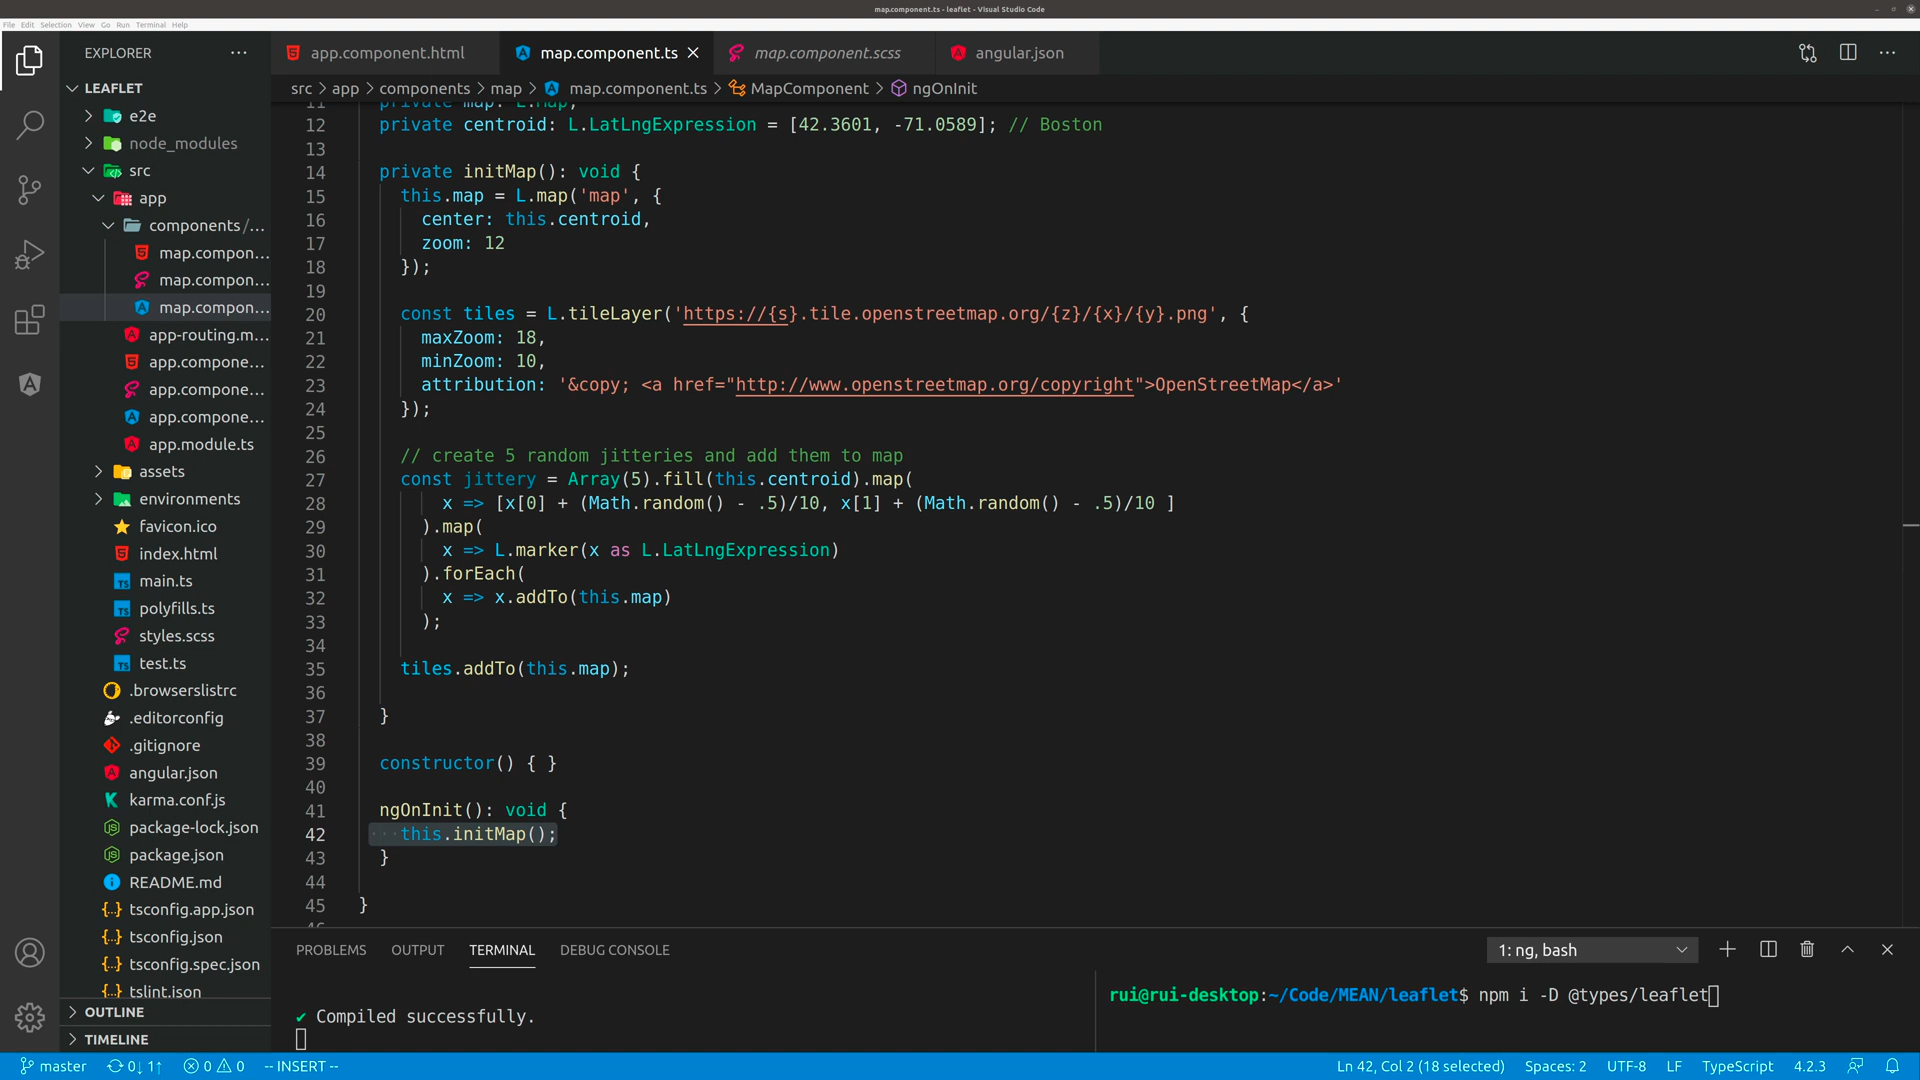 map.component.ts - leaflet - Visual Studio Code
File Edit Selection View Go Run Terminal Help
EXPLORER
app.component.html
map.component.ts
map.component.scss
angular.json
LEAFLET
src > app > components > map > map.component.ts > MapComponent > ngOnInit
e2e
node_modules
src
app
components/...
map.compon...
map.compon...
map.compon...
app-routing.m...
app.compone...
app.compone...
app.compone...
app.module.ts
assets
environments
favicon.ico
index.html
main.ts
polyfills.ts
styles.scss
test.ts
.browserslistrc
.editorconfig
.gitignore
angular.json
karma.conf.js
package-lock.json
package.json
README.md
tsconfig.app.json
tsconfig.json
tsconfig.spec.json
tslint.json
OUTLINE
TIMELINE
11 private map: L.Map;
12 private centroid: L.LatLngExpression = [42.3601, -71.0589]; // Boston
13
14 private initMap(): void {
15 this.map = L.map('map', {
16 center: this.centroid,
17 zoom: 12
18 });
19
20 const tiles = L.tileLayer('https://{s}.tile.openstreetmap.org/{z}/{x}/{y}.png', {
21 maxZoom: 18,
22 minZoom: 10,
23 attribution: '&copy; <a href="http://www.openstreetmap.org/copyright">OpenStreetMap</a>'
24 });
25
26 // create 5 random jitteries and add them to map
27 const jittery = Array(5).fill(this.centroid).map(
28 x => [x[0] + (Math.random() - .5)/10, x[1] + (Math.random() - .5)/10 ]
29 ).map(
30 x => L.marker(x as L.LatLngExpression)
31 ).forEach(
32 x => x.addTo(this.map)
33 );
34
35 tiles.addTo(this.map);
36
37 }
38
39 constructor() { }
40
41 ngOnInit(): void {
42 this.initMap();
43 }
44
45 }
46
PROBLEMS OUTPUT TERMINAL DEBUG CONSOLE
1: ng, bash
✔ Compiled successfully.
rui@rui-desktop:~/Code/MEAN/leaflet$ npm i -D @types/leaflet
master 0↓ 1↑ 0 0 -- INSERT --
Ln 42, Col 2 (18 selected) Spaces: 2 UTF-8 LF TypeScript 4.2.3